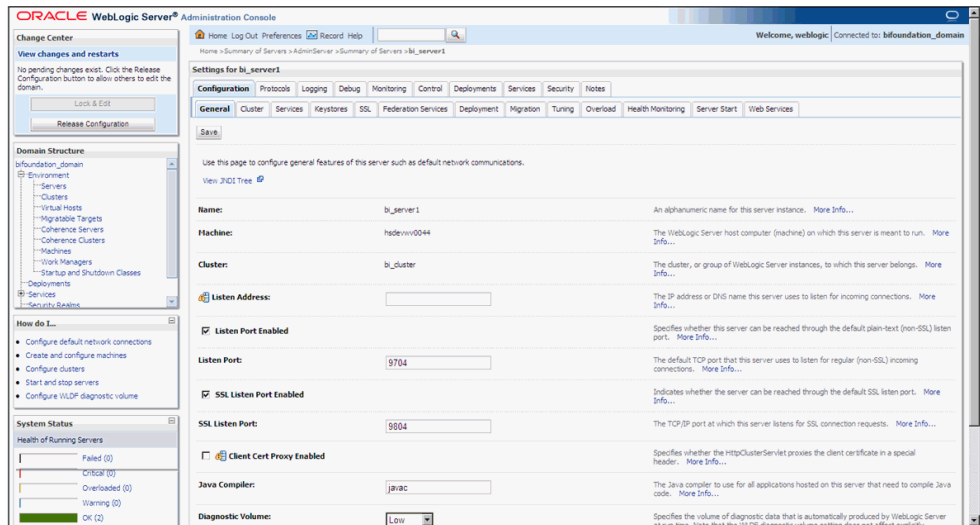 ORACLE WebLogic Server® Administration Console
Change Center
View changes and restarts
No pending changes exist. Click the Release
Configuration button to allow others to edit the
domain.
Lock & Edit
Release Configuration
Domain Structure
bifoundation_domain
Environment
Servers
Clusters
Virtual Hosts
Migratable Targets
Coherence Servers
Coherence Clusters
Machines
Work Managers
Startup and Shutdown Classes
Deployments
Services
Security Realms
How do I...
Configure default network connections
Create and configure machines
Configure clusters
Start and stop servers
Configure WLDF diagnostic volume
System Status
Health of Running Servers
Failed (0)
Critical (0)
Overloaded (0)
Warning (0)
OK (2)
Home Log Out Preferences Record Help
Welcome, weblogic Connected to: bifoundation_domain
Home >Summary of Servers >AdminServer >Summary of Servers >bi_server1
Settings for bi_server1
Configuration Protocols Logging Debug Monitoring Control Deployments Services Security Notes
General Cluster Services Keystores SSL Federation Services Deployment Migration Tuning Overload Health Monitoring Server Start Web Services
Save
Use this page to configure general features of this server such as default network communications.
View JNDI Tree
Name: bi_server1 An alphanumeric name for this server instance. More Info...
Machine: hsdevwv0044 The WebLogic Server host computer (machine) on which this server is meant to run. More
Info...
Cluster: bi_cluster The cluster, or group of WebLogic Server instances, to which this server belongs. More
Info...
Listen Address: The IP address or DNS name this server uses to listen for incoming connections. More
Info...
Listen Port Enabled Specifies whether this server can be reached through the default plain-text (non-SSL) listen
port. More Info...
Listen Port: 9704 The default TCP port that this server uses to listen for regular (non-SSL) incoming
connections. More Info...
SSL Listen Port Enabled Indicates whether the server can be reached through the default SSL listen port. More
Info...
SSL Listen Port: 9804 The TCP/IP port at which this server listens for SSL connection requests. More Info...
Client Cert Proxy Enabled Specifies whether the HttpClusterServlet proxies the client certificate in a special
header. More Info...
Java Compiler: javac The Java compiler to use for all applications hosted on this server that need to compile Java
code. More Info...
Diagnostic Volume: Low Specifies the volume of diagnostic data that is automatically produced by WebLogic Server